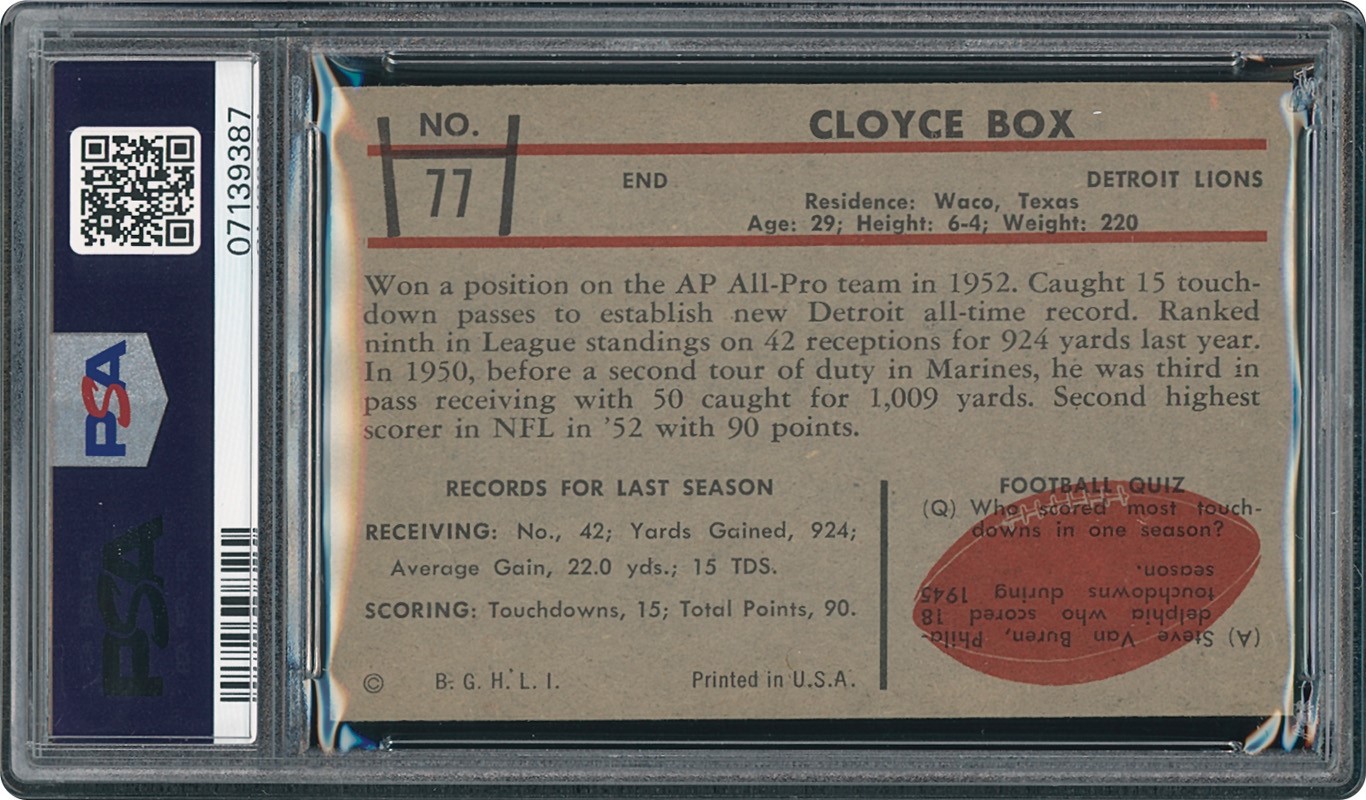 07139387
PSA
PSA
NO.
77
CLOYCE BOX
END
DETROIT LIONS
Residence: Waco, Texas
Age: 29; Height: 6-4; Weight: 220
Won a position on the AP All-Pro team in 1952. Caught 15 touch-
down passes to establish new Detroit all-time record. Ranked
ninth in League standings on 42 receptions for 924 yards last year.
In 1950, before a second tour of duty in Marines, he was third in
pass receiving with 50 caught for 1,009 yards. Second highest
scorer in NFL in '52 with 90 points.
RECORDS FOR LAST SEASON
RECEIVING: No., 42; Yards Gained, 924;
Average Gain, 22.0 yds.; 15 TDS.
SCORING: Touchdowns, 15; Total Points, 90.
© B. G. H. L. I.
Printed in U.S.A.
FOOTBALL QUIZ
(Q) Who scored most touch-
downs in one season?
(A) Steve Van Buren, Phila-
delphia who scored 18
touchdowns during 1945
season.